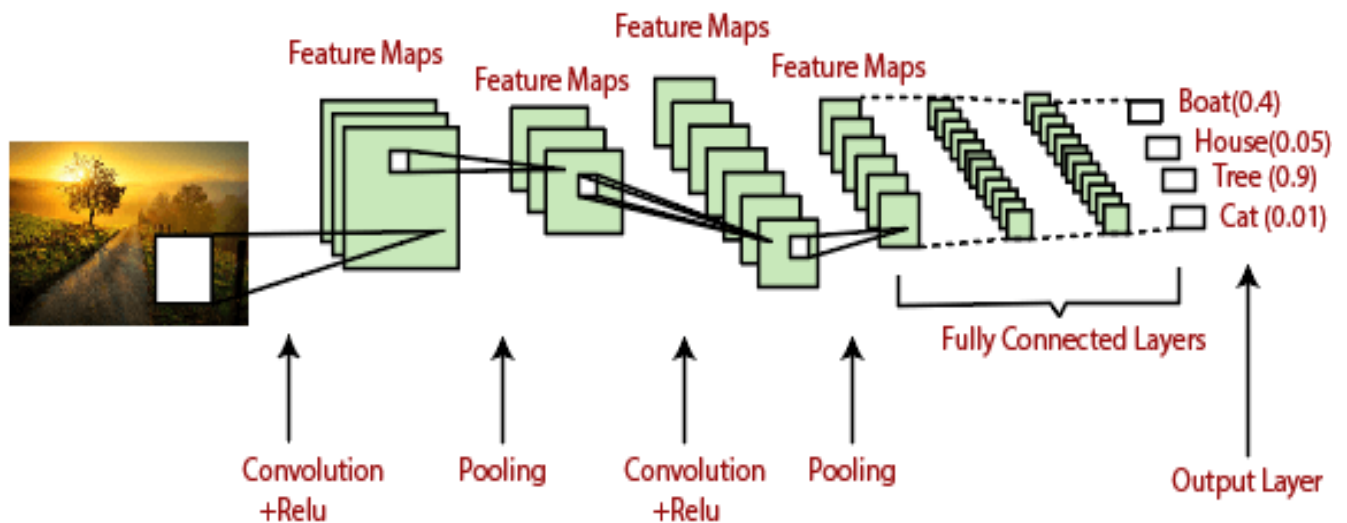 Feature Maps
Feature Maps
Feature Maps
Feature Maps
Boat(0.4)
House(0.05)
Tree (0.9)
Cat (0.01)
Fully Connected Layers
Convolution
+Relu
Pooling
Convolution
+Relu
Pooling
Output Layer